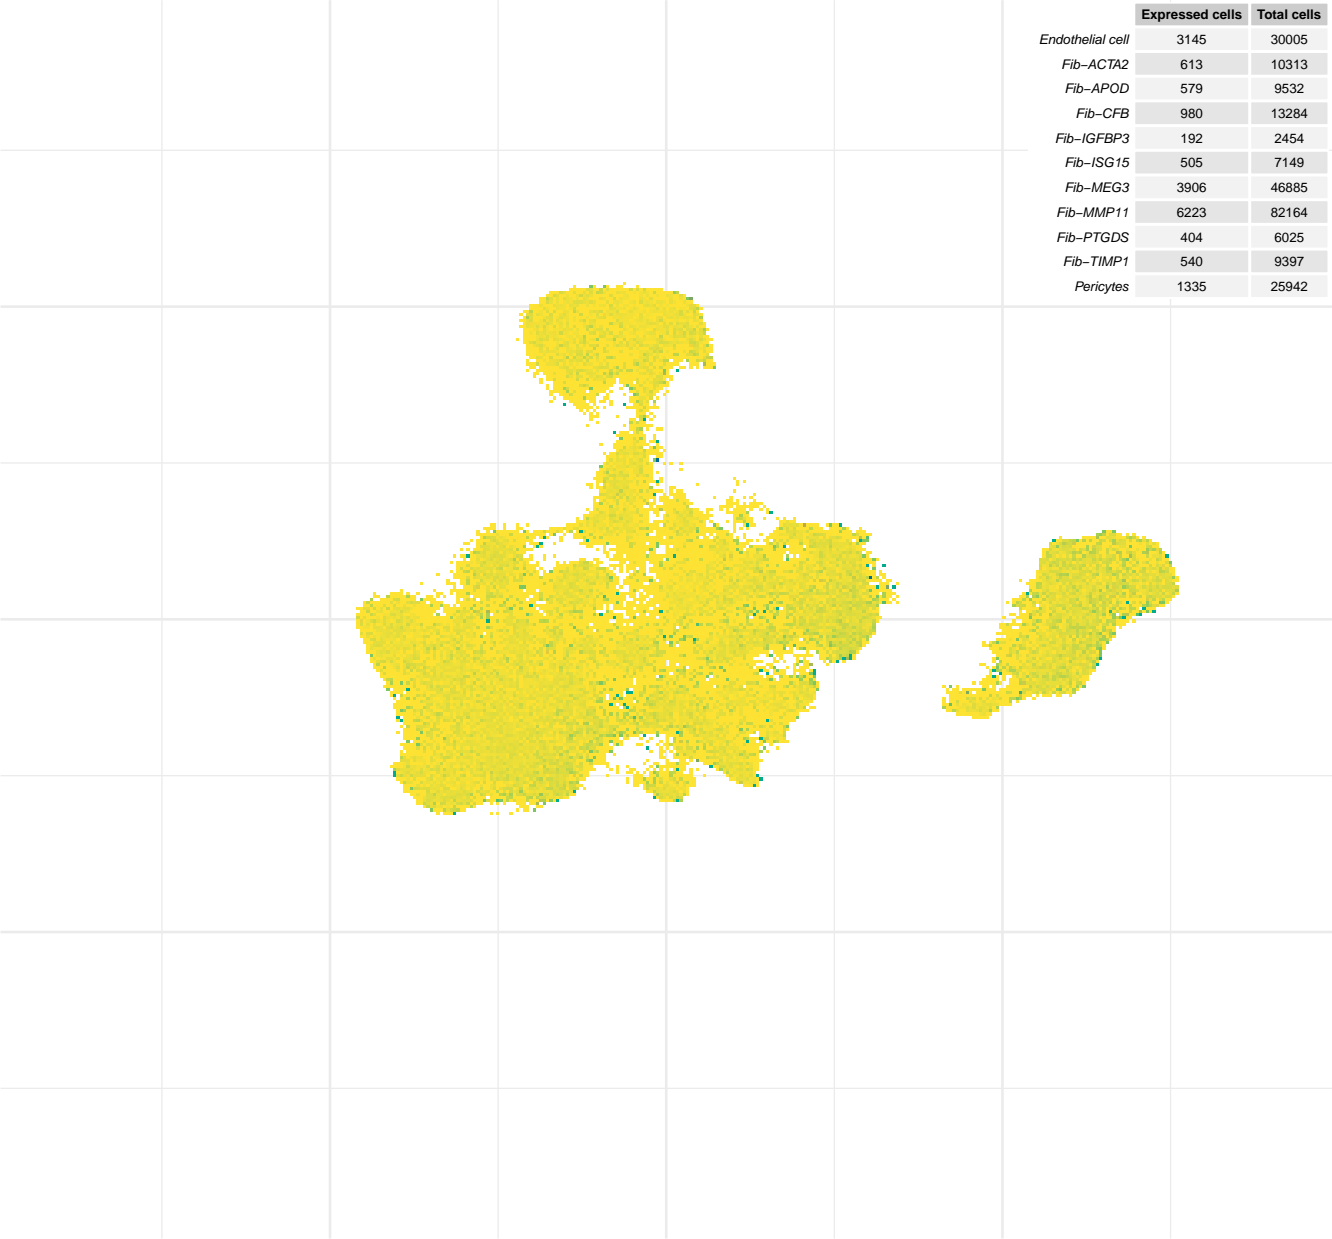 Expressed cells Total cells
Endothelial cell 3145 30005
Fib−ACTA2 613 10313
Fib−APOD 579 9532
Fib−CFB 980 13284
Fib−IGFBP3 192 2454
Fib−ISG15 505 7149
Fib−MEG3 3906 46885
Fib−MMP11 6223 82164
Fib−PTGDS 404 6025
Fib−TIMP1 540 9397
Pericytes 1335 25942